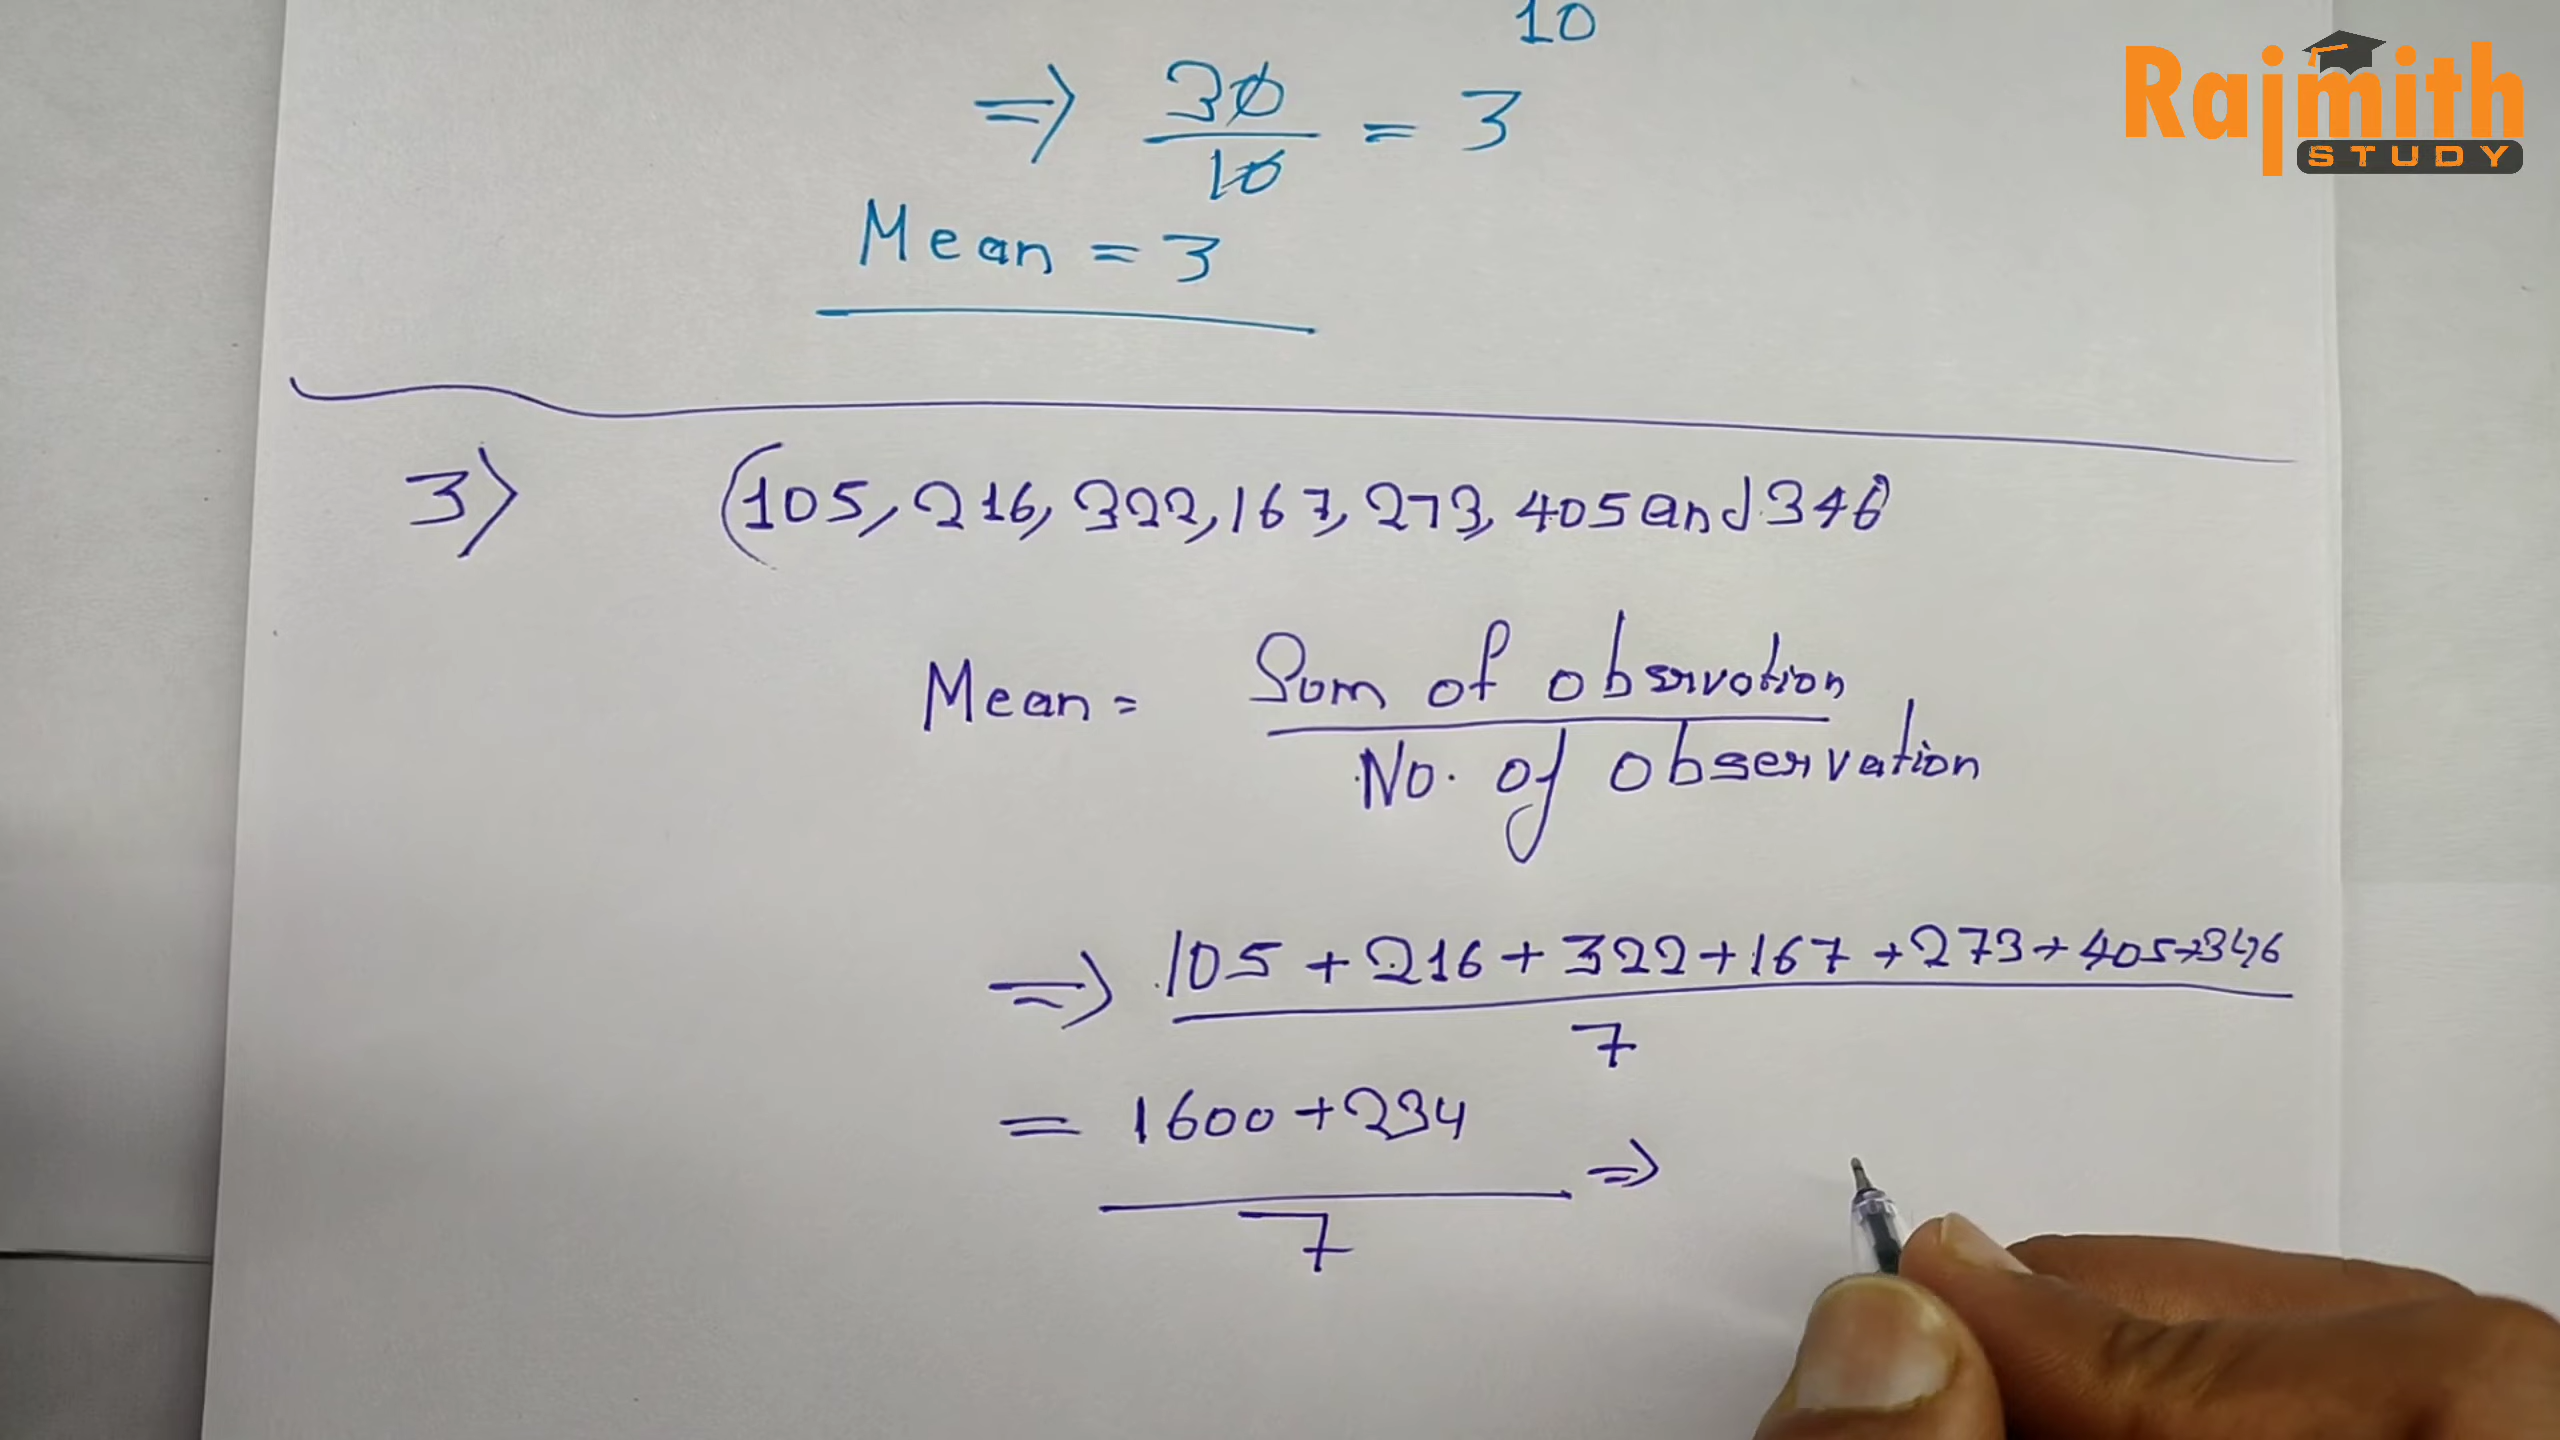 10
Rajmith
STUDY
=> 30/10 = 3
Mean = 3
3) (105, 216, 322, 167, 273, 405 and 346
Mean = Sum of observation
No. of observation
=> 105 + 216 + 322 + 167 + 273 + 405 + 346
7
= 1600 + 234 =>
7